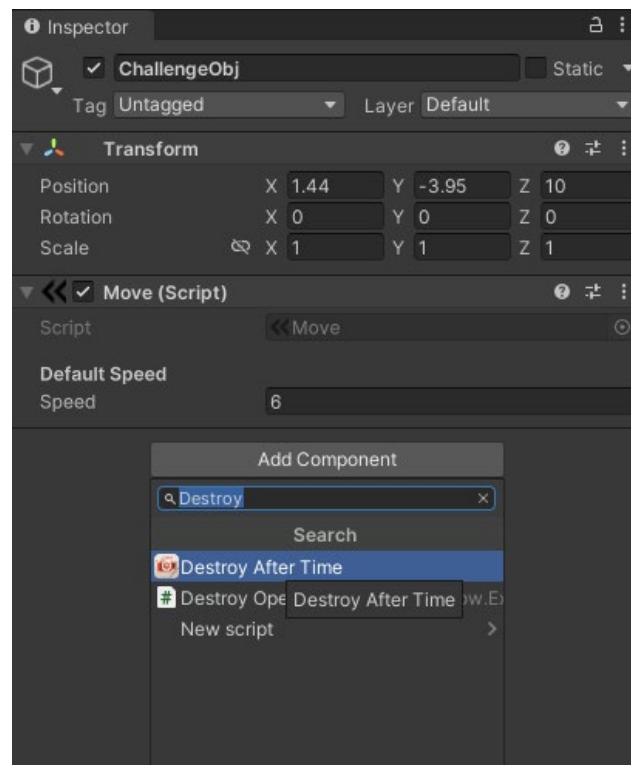 Inspector
ChallengeObj Static
Tag Untagged Layer Default
Transform
Position X 1.44 Y -3.95 Z 10
Rotation X 0 Y 0 Z 0
Scale X 1 Y 1 Z 1
Move (Script)
Script Move
Default Speed
Speed 6
Add Component
Destroy
Search
Destroy After Time
# Destroy Ope Destroy After Time ow.Ex
New script